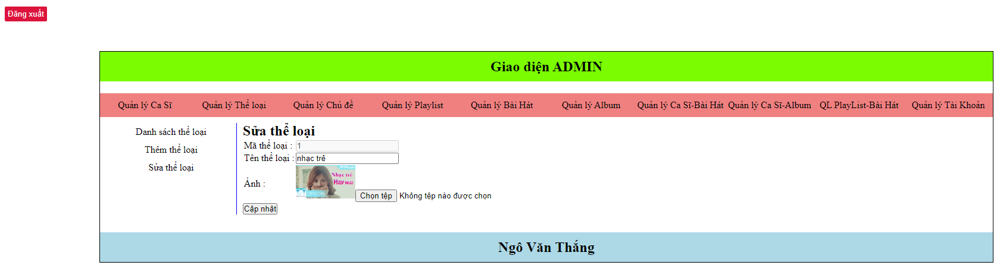 Đăng xuất
Giao diện ADMIN
Quản lý Ca Sĩ Quản lý Thể loại Quản lý Chủ đề Quản lý Playlist Quản lý Bài Hát Quản lý Album Quản lý Ca Sĩ-Bài Hát Quản lý Ca Sĩ-Album QL PlayList-Bài Hát Quản lý Tài Khoản
Danh sách thể loại
Thêm thể loại
Sửa thể loại
Sửa thể loại
Mã thể loại : 1
Tên thể loại : nhạc trẻ
Ảnh :
Nhạc trẻ
Hay Nhất
OFFICIAL
Chọn tệp Không tệp nào được chọn
Cập nhật
Ngô Văn Thắng